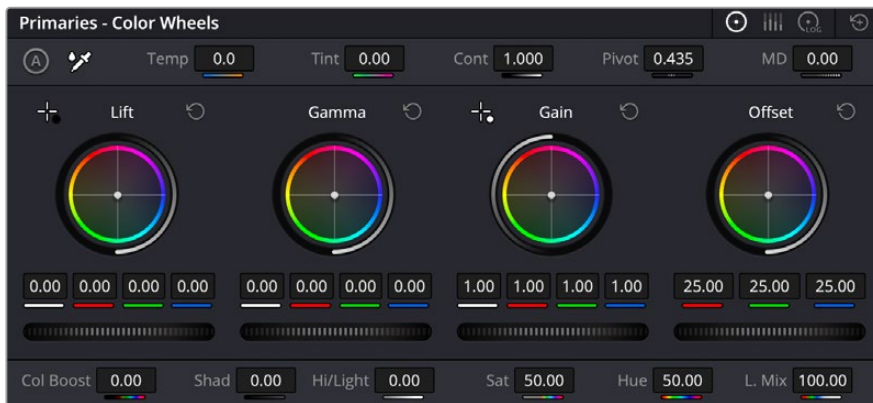 Primaries - Color Wheels
LOG
A Temp 0.0 Tint 0.00 Cont 1.000 Pivot 0.435 MD 0.00
Lift Gamma Gain Offset
0.00 0.00 0.00 0.00 0.00 0.00 0.00 0.00 1.00 1.00 1.00 1.00 25.00 25.00 25.00
Col Boost 0.00 Shad 0.00 Hi/Light 0.00 Sat 50.00 Hue 50.00 L. Mix 100.00